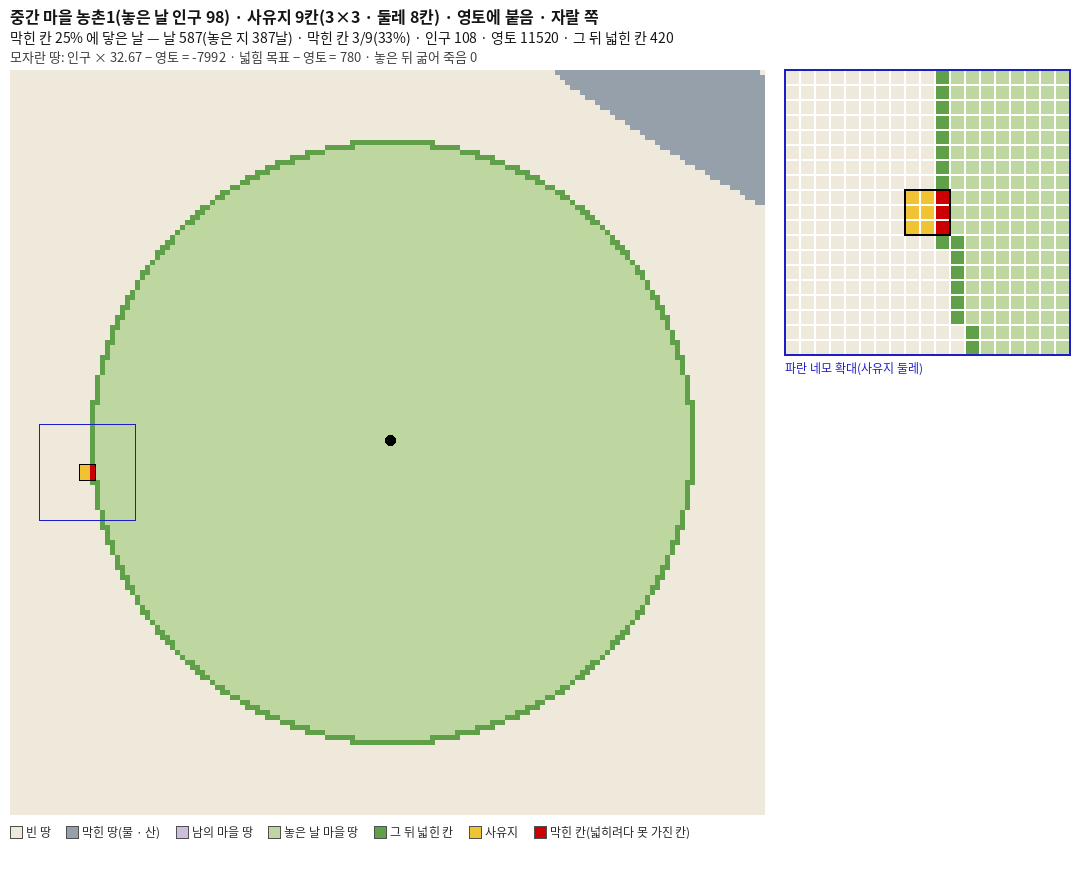 중간 마을 농촌1(놓은 날 인구 98) · 사유지 9칸(3×3 · 둘레 8칸) · 영토에 붙음 · 자랄 쪽
막힌 칸 25% 에 닿은 날 — 날 587(놓은 지 387날) · 막힌 칸 3/9(33%) · 인구 108 · 영토 11520 · 그 뒤 넓힌 칸 420
모자란 땅: 인구 × 32.67 − 영토 = -7992 · 넓힘 목표 − 영토 = 780 · 놓은 뒤 굶어 죽음 0
파란 네모 확대(사유지 둘레)
빈 땅
막힌 땅(물 · 산)
남의 마을 땅
놓은 날 마을 땅
그 뒤 넓힌 칸
사유지
막힌 칸(넓히려다 못 가진 칸)